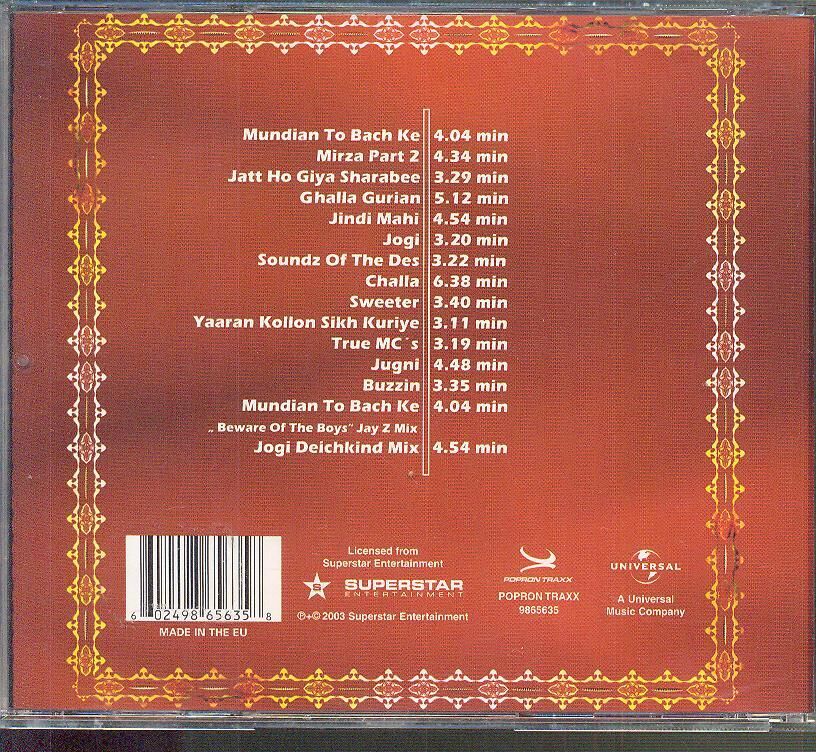 Mundian To Bach Ke 4.04 min
Mirza Part 2 4.34 min
Jatt Ho Giya Sharabee 3.29 min
Ghalla Gurian 5.12 min
Jindi Mahi 4.54 min
Jogi 3.20 min
Soundz Of The Des 3.22 min
Challa 6.38 min
Sweeter 3.40 min
Yaaran Kollon Sikh Kuriye 3.11 min
True MC´s 3.19 min
Jugni 4.48 min
Buzzin 3.35 min
Mundian To Bach Ke 4.04 min
„ Beware Of The Boys" Jay Z Mix
Jogi Deichkind Mix 4.54 min
6 02498 65635 8
MADE IN THE EU
Licensed from
Superstar Entertainment
S SUPERSTAR
ENTERTAINMENT
℗+© 2003 Superstar Entertainment
POPRON TRAXX
POPRON TRAXX
9865635
UNIVERSAL
A Universal
Music Company